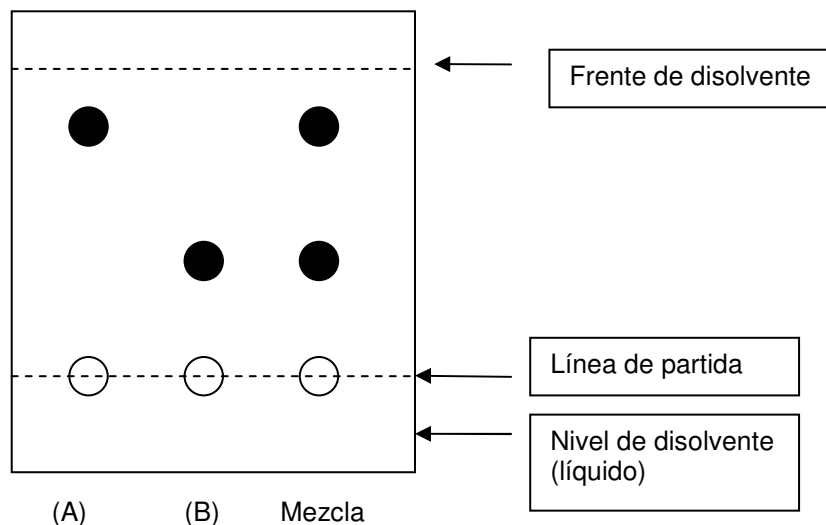 Frente de disolvente
Línea de partida
Nivel de disolvente
(líquido)
(A) (B) Mezcla